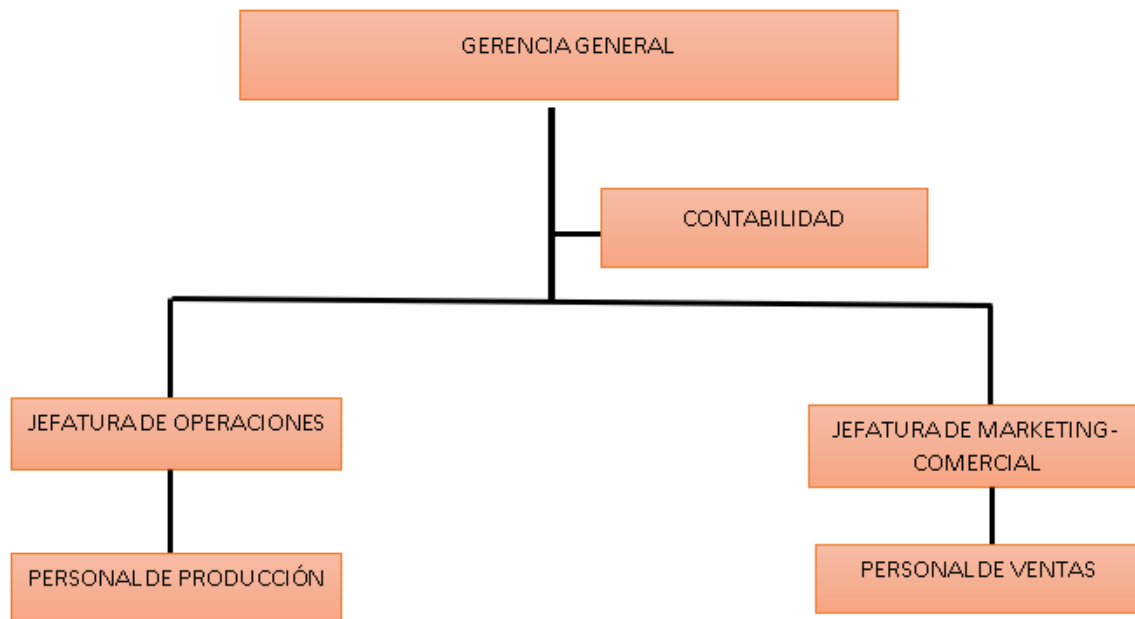 GERENCIA GENERAL
CONTABILIDAD
JEFATURA DE OPERACIONES
JEFATURA DE MARKETING-
COMERCIAL
PERSONAL DE PRODUCCIÓN
PERSONAL DE VENTAS